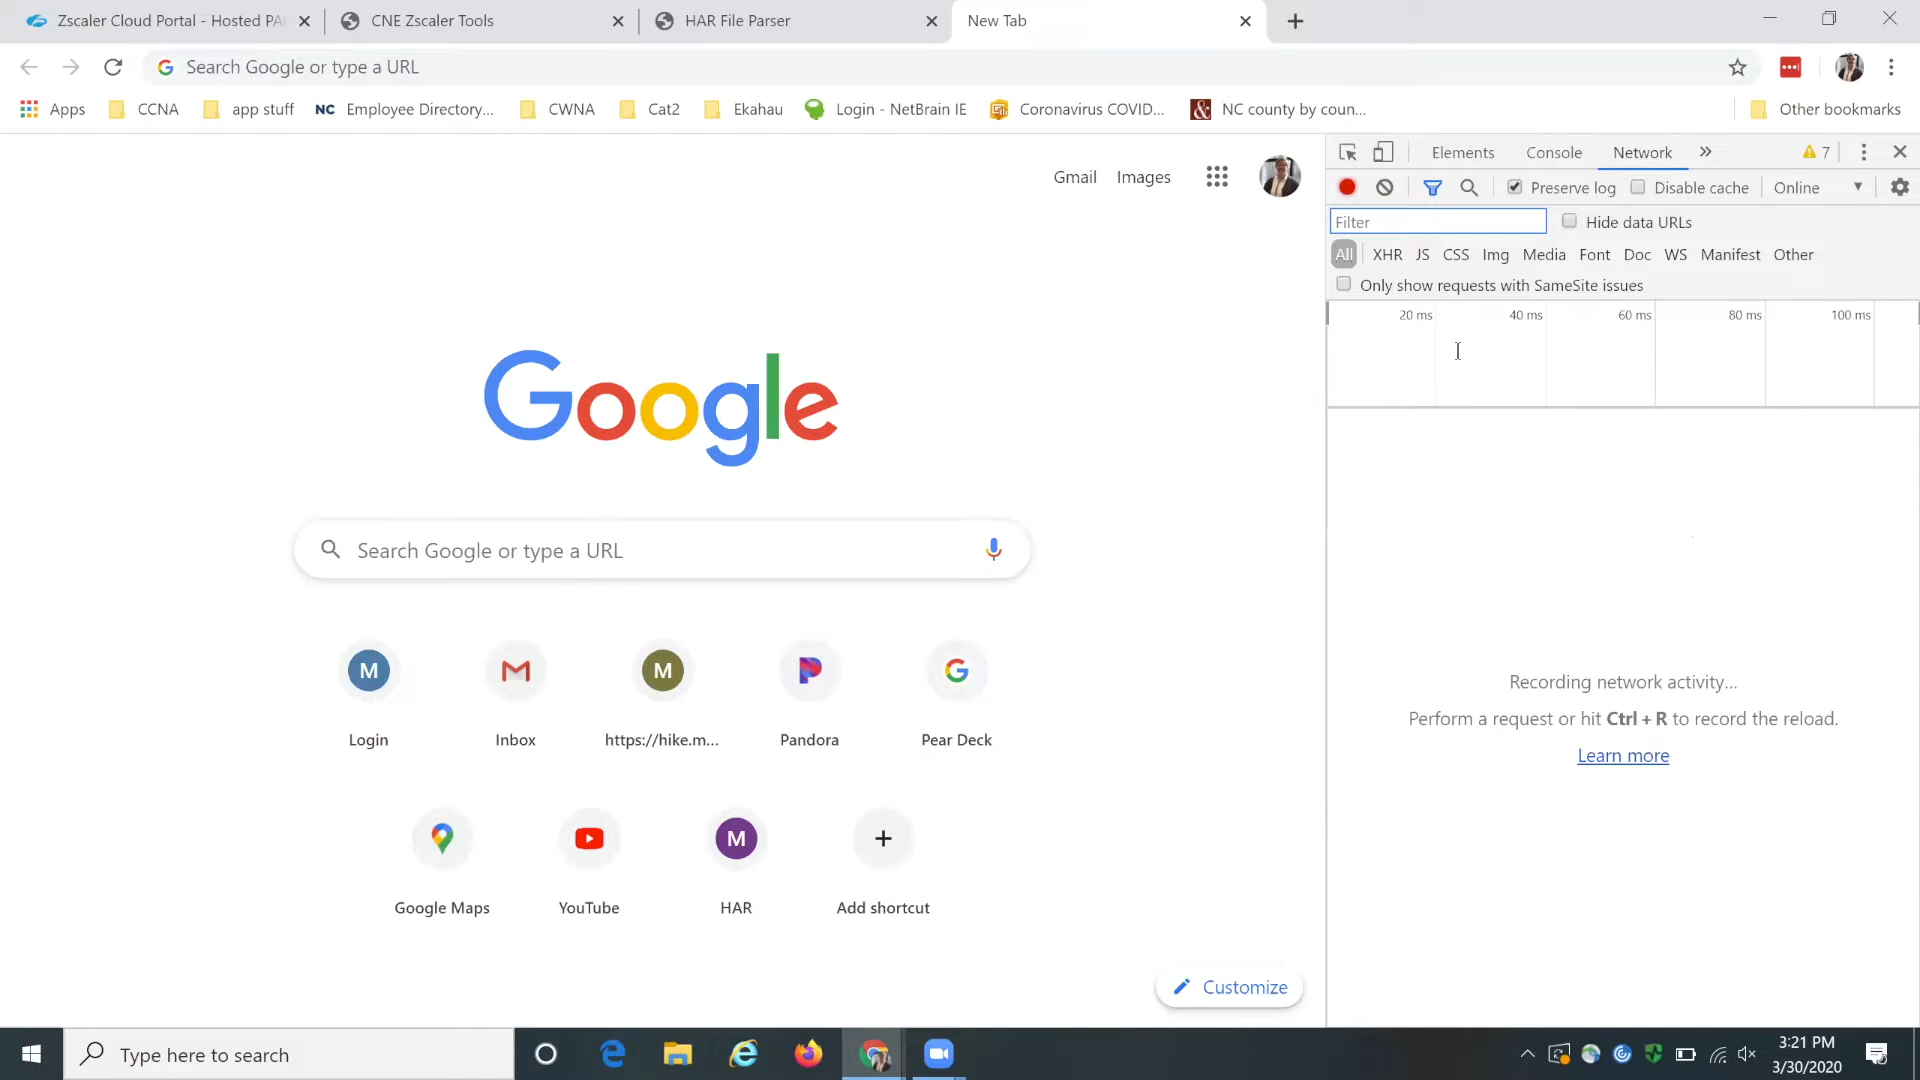 Zscaler Cloud Portal - Hosted PA
CNE Zscaler Tools
HAR File Parser
New Tab
Search Google or type a URL
Apps
CCNA
app stuff
NC Employee Directory...
CWNA
Cat2
Ekahau
Login - NetBrain IE
Coronavirus COVID...
NC county by coun...
Other bookmarks
Gmail
Images
Elements
Console
Network
7
Preserve log
Disable cache
Online
Filter
Hide data URLs
All
XHR
JS
CSS
Img
Media
Font
Doc
WS
Manifest
Other
Only show requests with SameSite issues
20 ms
40 ms
60 ms
80 ms
100 ms
Google
Search Google or type a URL
M
M
Login
Inbox
https://hike.m...
Pandora
Pear Deck
M
Google Maps
YouTube
HAR
Add shortcut
Customize
Recording network activity...
Perform a request or hit Ctrl + R to record the reload.
Learn more
Type here to search
3:21 PM
3/30/2020